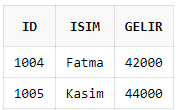 ID ISIM GELIR
1004 Fatma 42000
1005 Kasim 44000